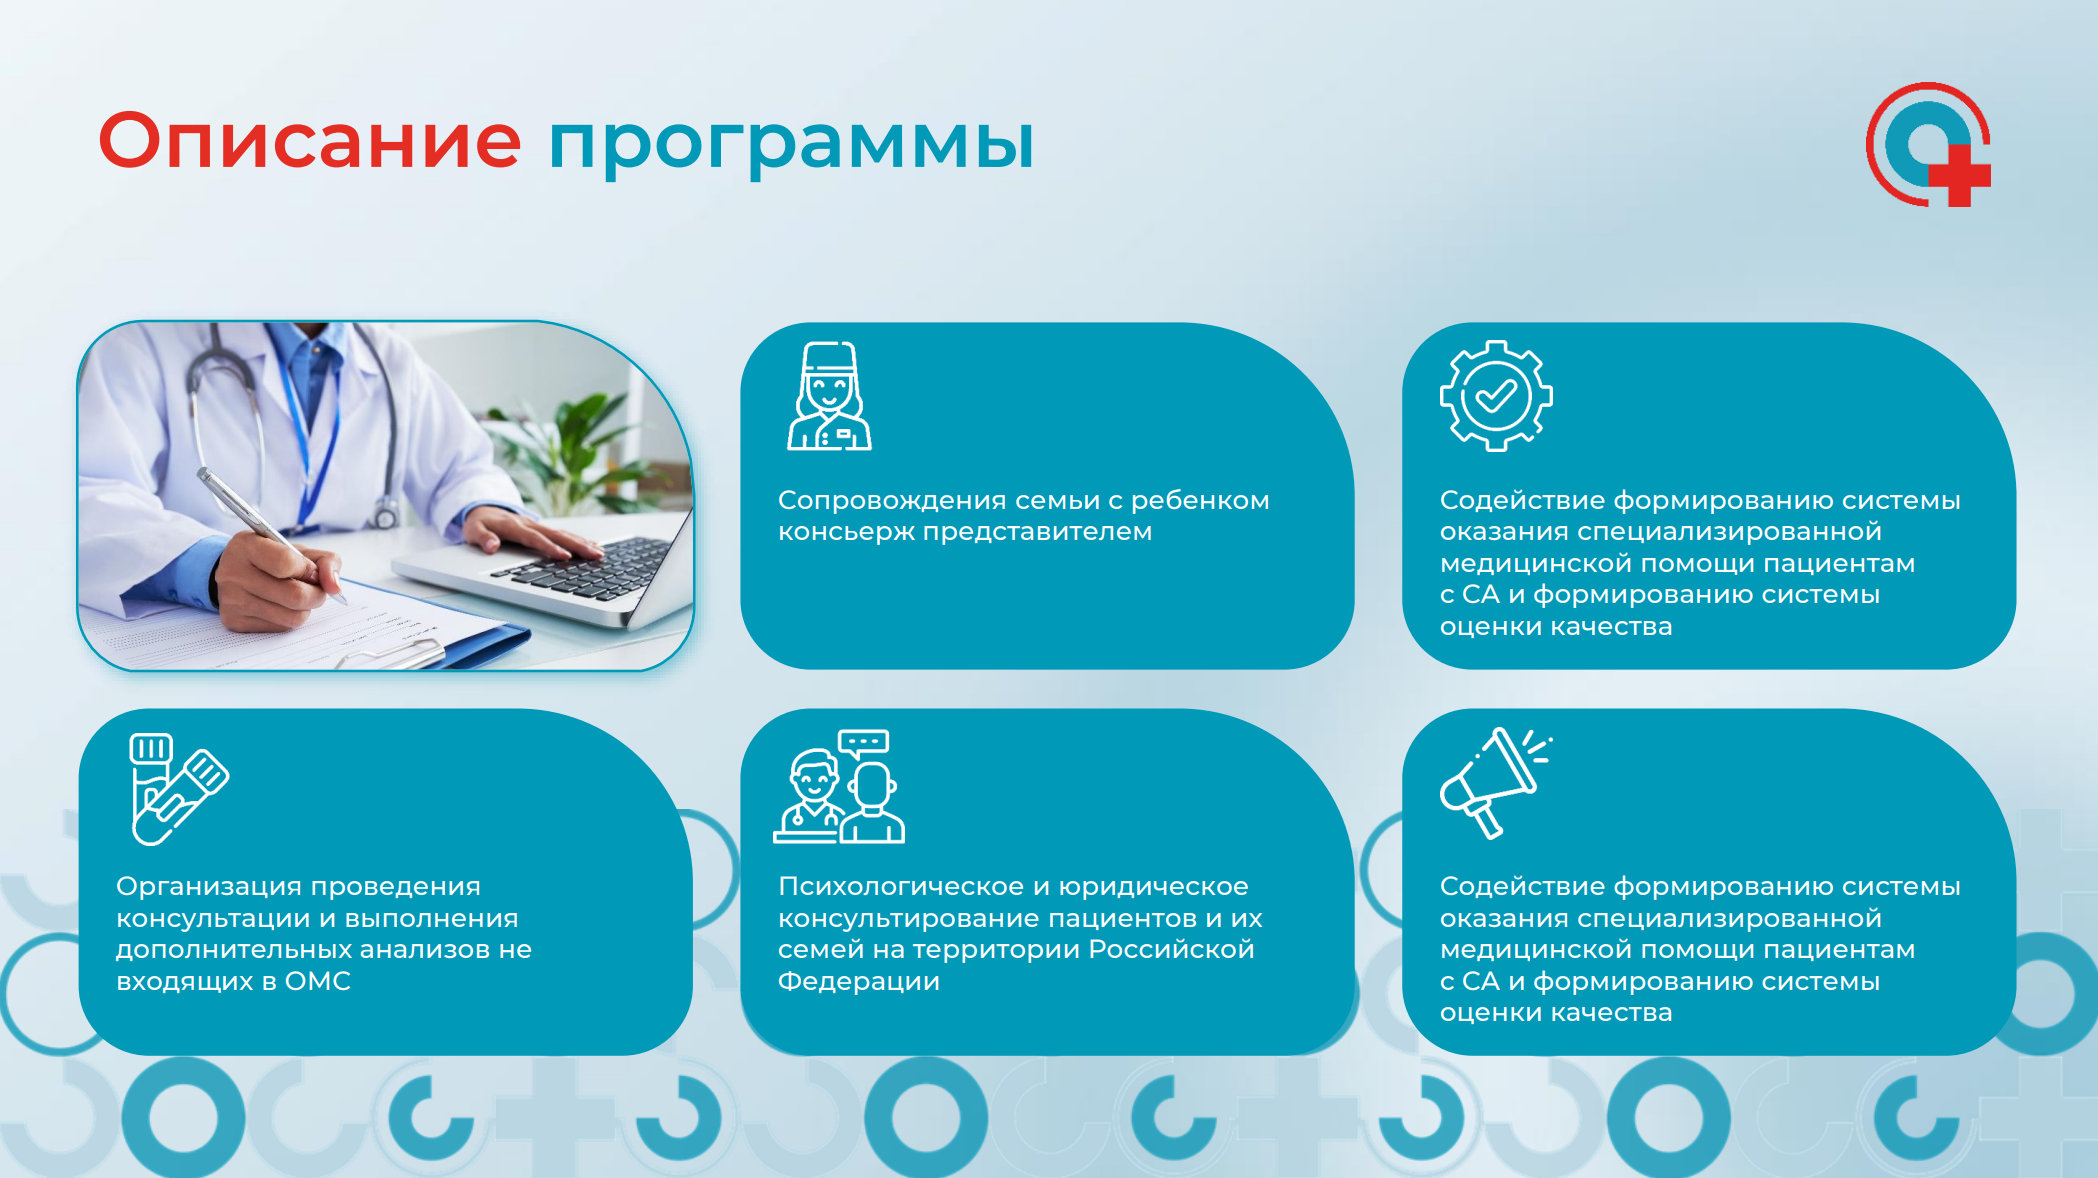 Описание программы
Сопровождения семьи с ребенком
консьерж представителем
Содействие формированию системы
оказания специализированной
медицинской помощи пациентам
с СА и формированию системы
оценки качества
Организация проведения
консультации и выполнения
дополнительных анализов не
входящих в ОМС
Психологическое и юридическое
консультирование пациентов и их
семей на территории Российской
Федерации
Содействие формированию системы
оказания специализированной
медицинской помощи пациентам
с СА и формированию системы
оценки качества